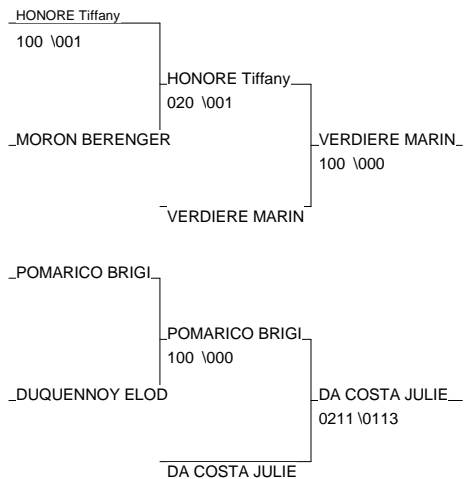 HONORE Tiffany
100 \001
HONORE Tiffany
020 \001
MORON BERENGER
VERDIERE MARIN
100 \000
VERDIERE MARIN
POMARICO BRIGI
POMARICO BRIGI
100 \000
DUQUENNOY ELOD
DA COSTA JULIE
0211 \0113
DA COSTA JULIE